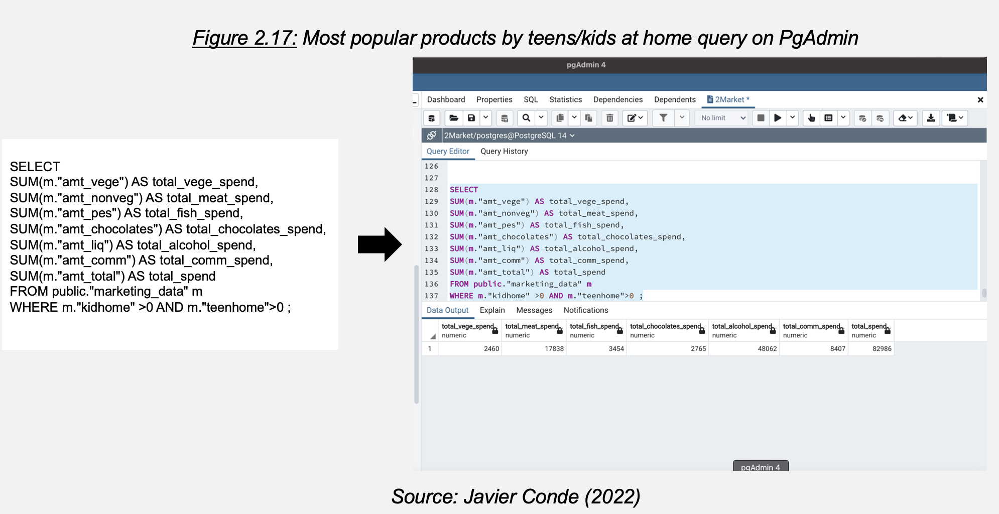 Figure 2.17: Most popular products by teens/kids at home query on PgAdmin
SELECT
SUM(m."amt_vege") AS total_vege_spend,
SUM(m."amt_nonveg") AS total_meat_spend,
SUM(m."amt_pes") AS total_fish_spend,
SUM(m."amt_chocolates") AS total_chocolates_spend,
SUM(m."amt_liq") AS total_alcohol_spend,
SUM(m."amt_comm") AS total_comm_spend,
SUM(m."amt_total") AS total_spend
FROM public."marketing_data" m
WHERE m."kidhome" >0 AND m."teenhome">0 ;
pgAdmin 4
Dashboard Properties SQL Statistics Dependencies Dependents 2Market *
No limit
2Market/postgres@PostgreSQL 14
Query Editor Query History
126
127
128 SELECT
129 SUM(m."amt_vege") AS total_vege_spend,
130 SUM(m."amt_nonveg") AS total_meat_spend,
131 SUM(m."amt_pes") AS total_fish_spend,
132 SUM(m."amt_chocolates") AS total_chocolates_spend,
133 SUM(m."amt_liq") AS total_alcohol_spend,
134 SUM(m."amt_comm") AS total_comm_spend,
135 SUM(m."amt_total") AS total_spend
136 FROM public."marketing_data" m
137 WHERE m."kidhome" >0 AND m."teenhome">0 ;
Data Output Explain Messages Notifications
total_vege_spend total_meat_spend total_fish_spend total_chocolates_spend total_alcohol_spend total_comm_spend total_spend
numeric numeric numeric numeric numeric numeric numeric
1 2460 17838 3454 2765 48062 8407 82986
pgAdmin 4
Source: Javier Conde (2022)